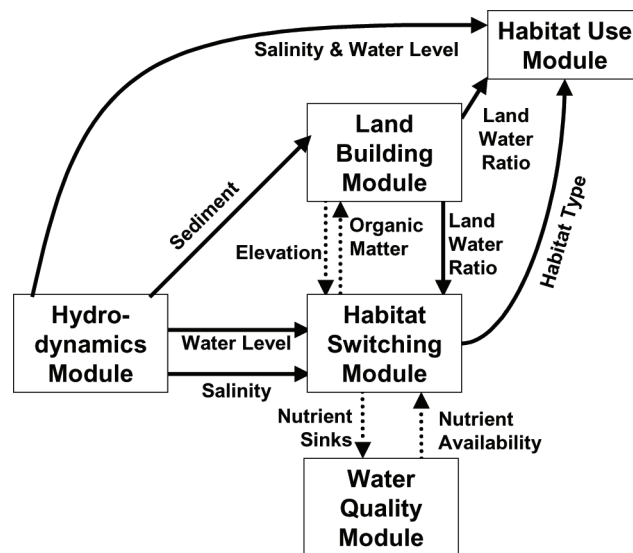 Salinity & Water Level
Habitat Use
Module
Land
Building
Module
Land
Water
Ratio
Sediment
Elevation
Organic
Matter
Land
Water
Ratio
Habitat Type
Hydro-
dynamics
Module
Water Level
Salinity
Habitat
Switching
Module
Nutrient
Sinks
Nutrient
Availability
Water
Quality
Module